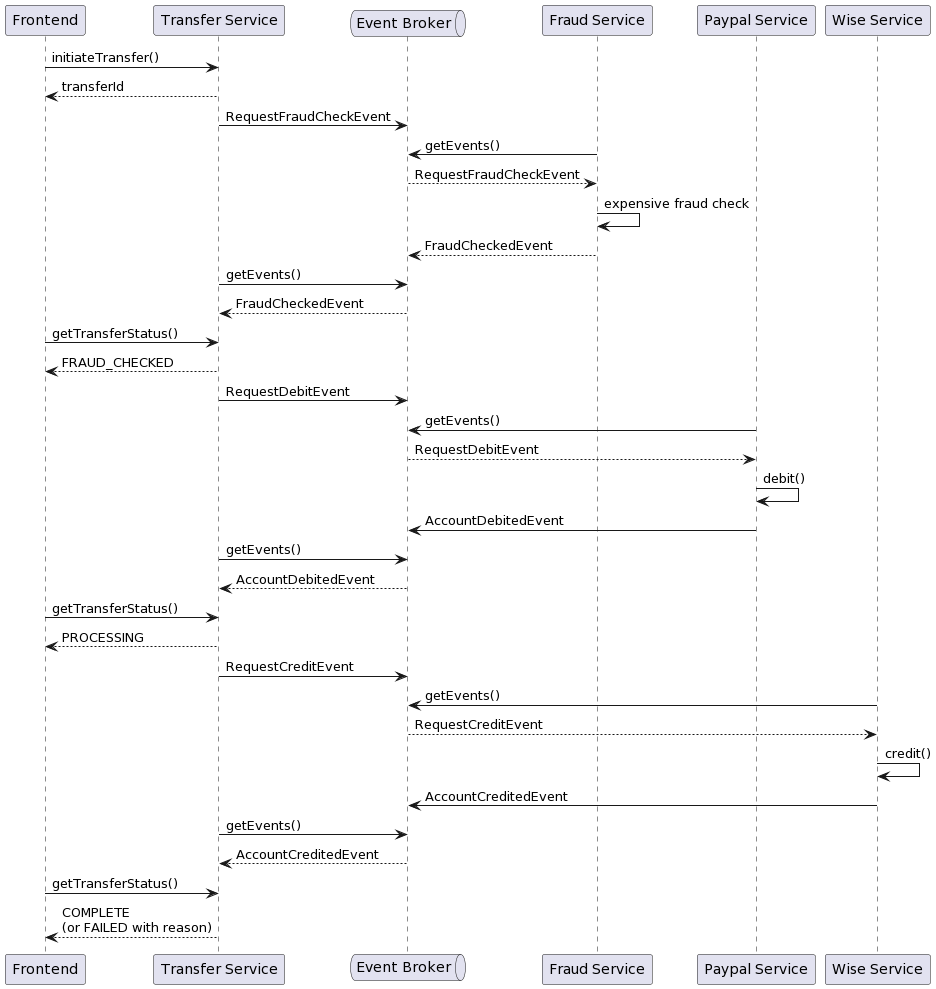 Frontend
Transfer Service
Event Broker
Fraud Service
Paypal Service
Wise Service
initiateTransfer()
transferId
RequestFraudCheckEvent
getEvents()
RequestFraudCheckEvent
expensive fraud check
FraudCheckedEvent
getEvents()
FraudCheckedEvent
getTransferStatus()
FRAUD_CHECKED
RequestDebitEvent
getEvents()
RequestDebitEvent
debit()
AccountDebitedEvent
getEvents()
AccountDebitedEvent
getTransferStatus()
PROCESSING
RequestCreditEvent
getEvents()
RequestCreditEvent
credit()
AccountCreditedEvent
getEvents()
AccountCreditedEvent
getTransferStatus()
COMPLETE
(or FAILED with reason)
Frontend
Transfer Service
Event Broker
Fraud Service
Paypal Service
Wise Service